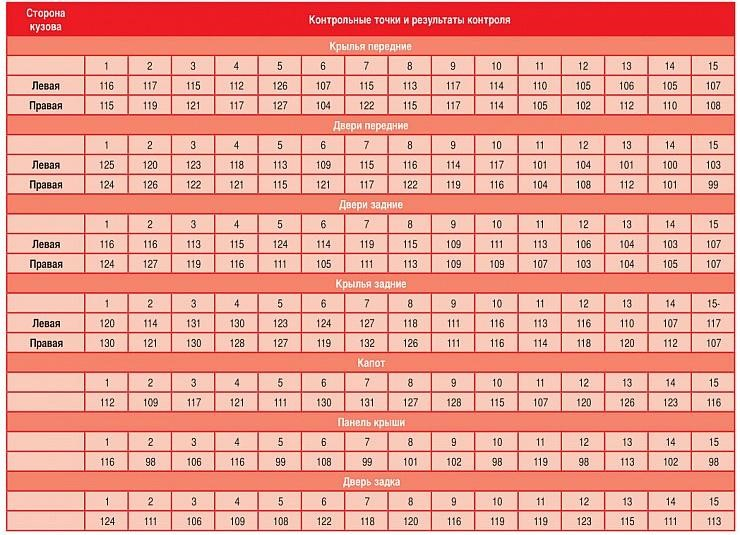 Сторона кузова Контрольные точки и результаты контроля
Крылья передние
1 2 3 4 5 6 7 8 9 10 11 12 13 14 15
Левая 116 117 115 112 126 107 115 113 117 114 110 105 106 105 107
Правая 115 119 121 117 127 104 122 115 117 114 105 102 112 110 108
Двери передние
1 2 3 4 5 6 7 8 9 10 11 12 13 14 15
Левая 125 120 123 118 113 109 115 116 114 117 101 104 101 100 103
Правая 124 126 122 121 115 121 117 122 119 116 104 108 112 101 99
Двери задние
1 2 3 4 5 6 7 8 9 10 11 12 13 14 15
Левая 116 116 113 115 124 114 119 115 109 111 113 106 104 103 107
Правая 124 127 119 116 111 105 111 113 109 109 107 103 104 105 107
Крылья задние
1 2 3 4 5 6 7 8 9 10 11 12 13 14 15-
Левая 120 114 131 130 123 124 127 118 111 116 113 116 110 107 117
Правая 130 121 130 128 127 119 132 126 111 116 114 118 120 112 107
Капот
1 2 3 4 5 6 7 8 9 10 11 12 13 14 15
112 109 117 121 111 130 131 127 128 115 107 120 126 123 116
Панель крыши
1 2 3 4 5 6 7 8 9 10 11 12 13 14 15
116 98 106 116 99 108 99 101 102 98 119 98 113 102 98
Дверь задка
1 2 3 4 5 6 7 8 9 10 11 12 13 14 15
124 111 106 109 108 122 118 120 116 119 119 123 115 111 113